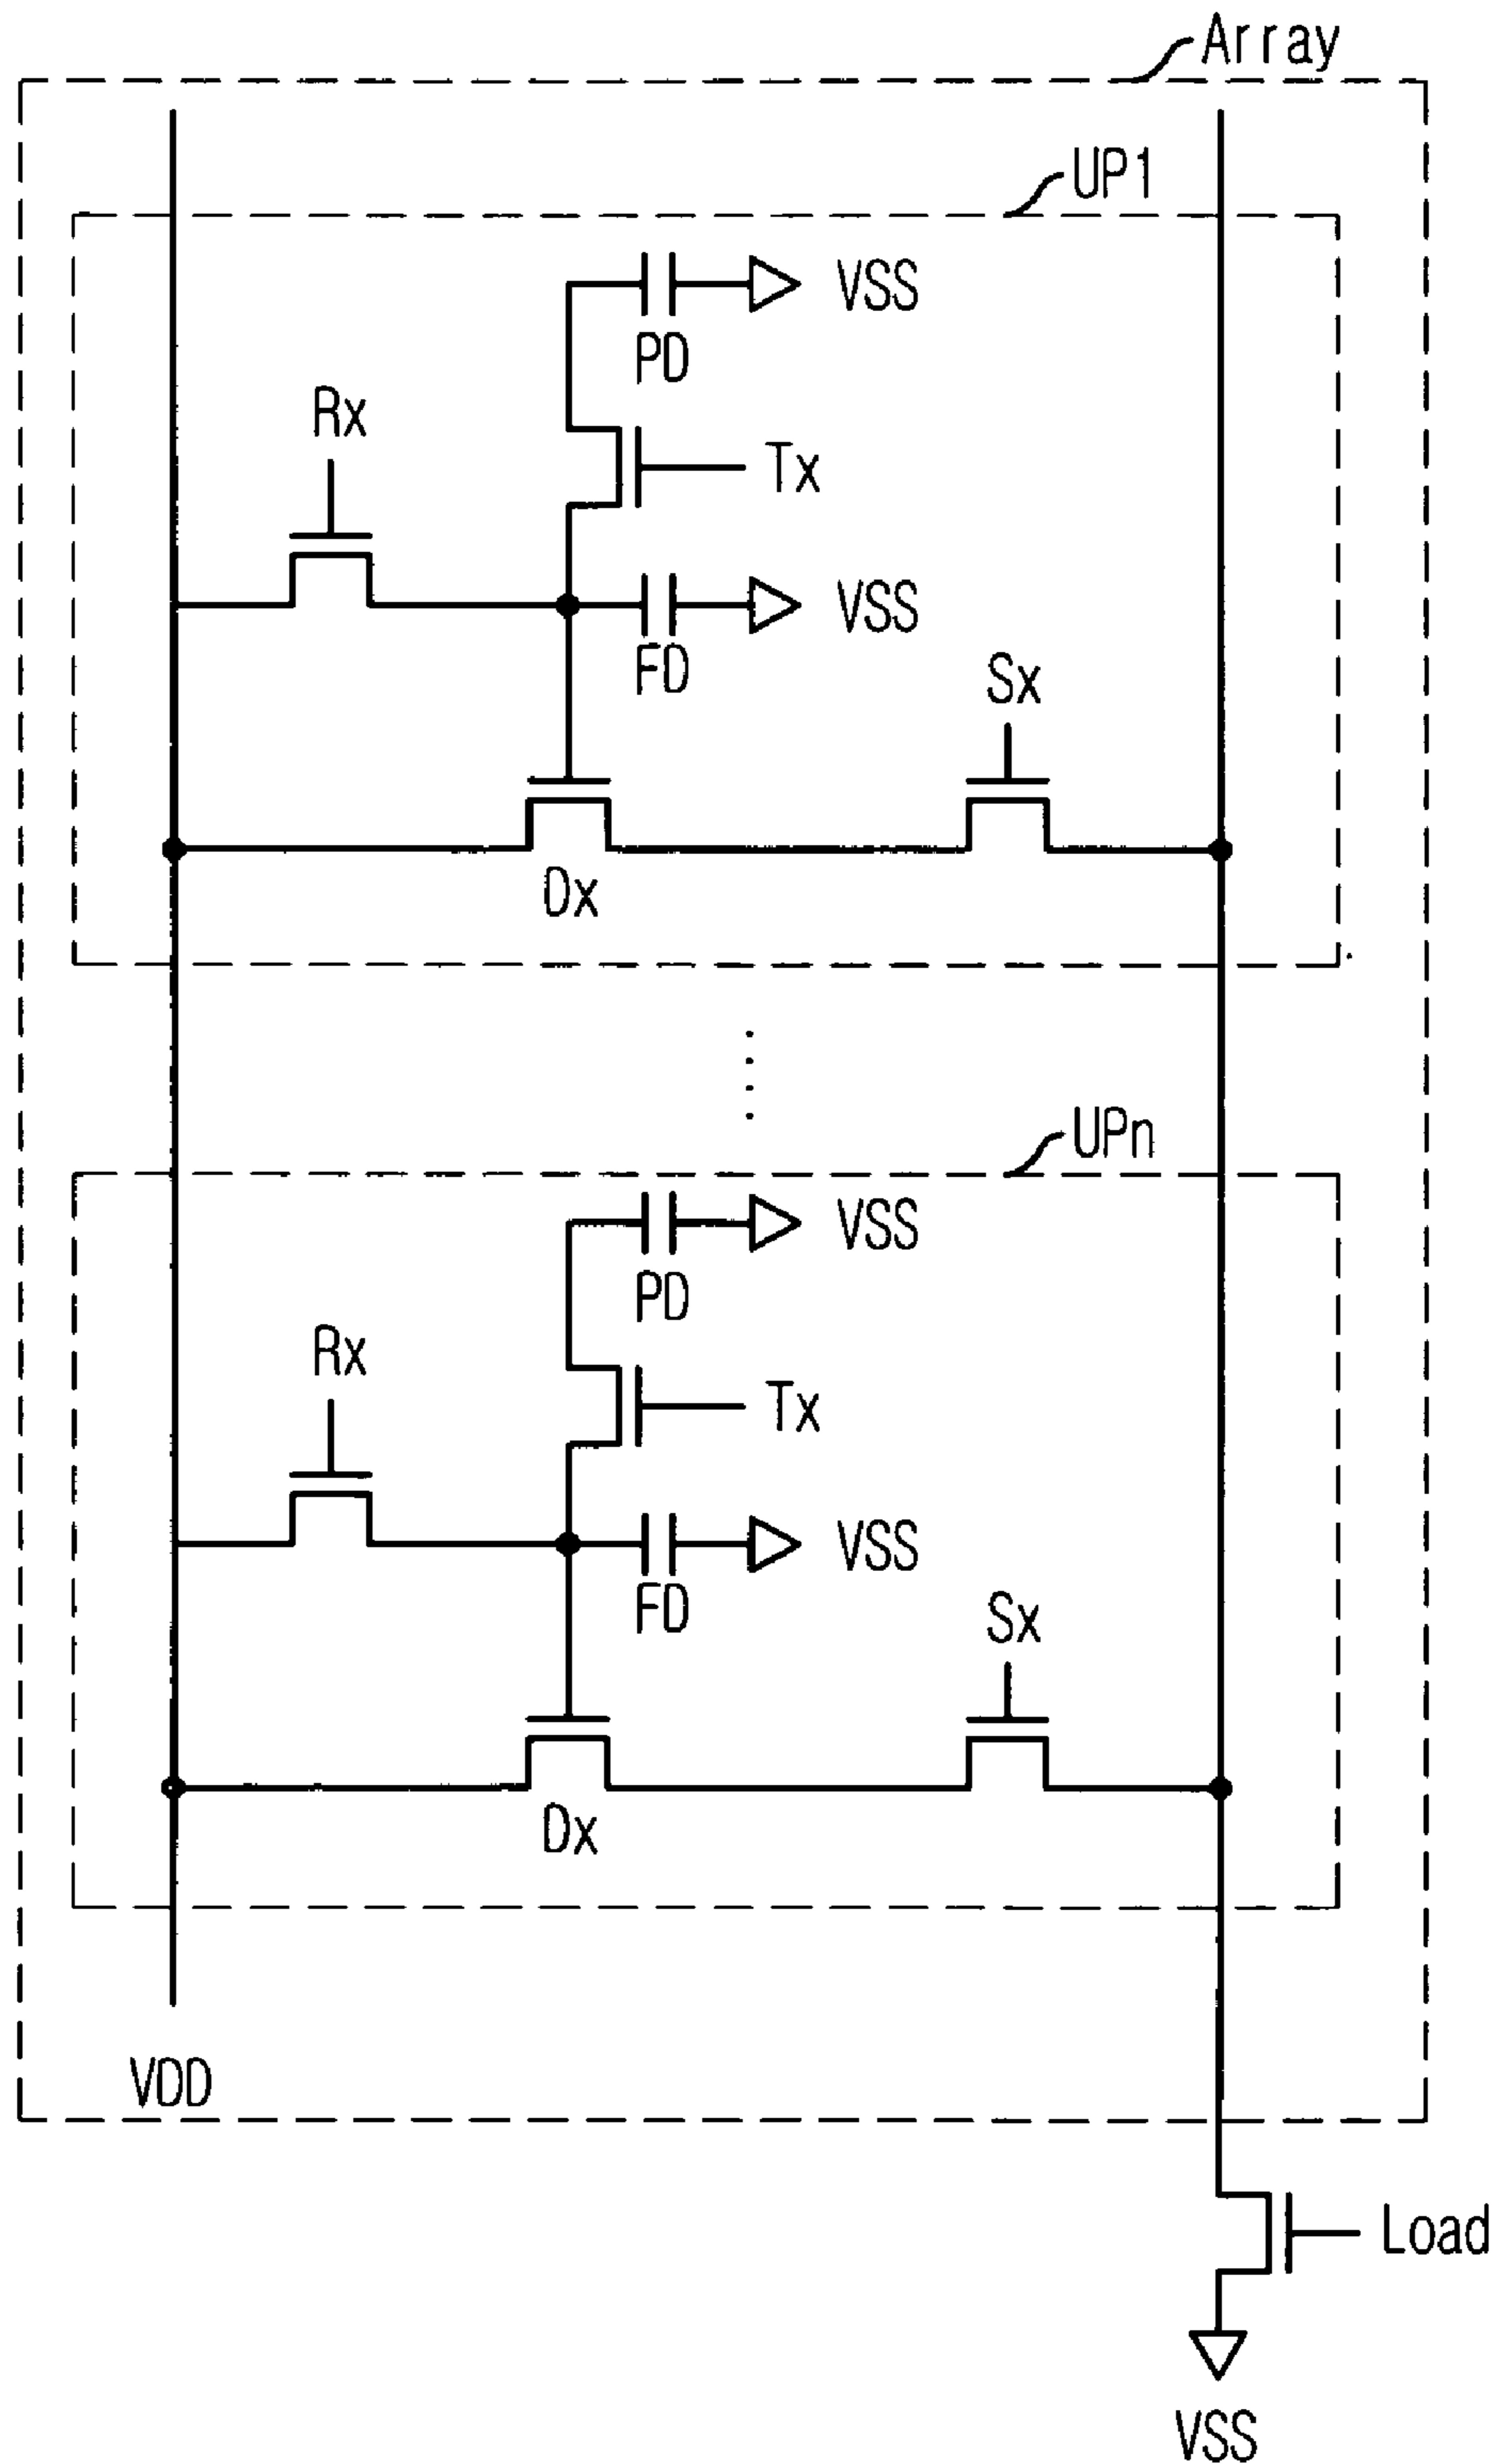 Array
UP1
VSS
PD
Rx
Tx
VSS
FD
Sx
Dx
UPn
VSS
PD
Rx
Tx
VSS
FD
Sx
Dx
VDD
Load
VSS